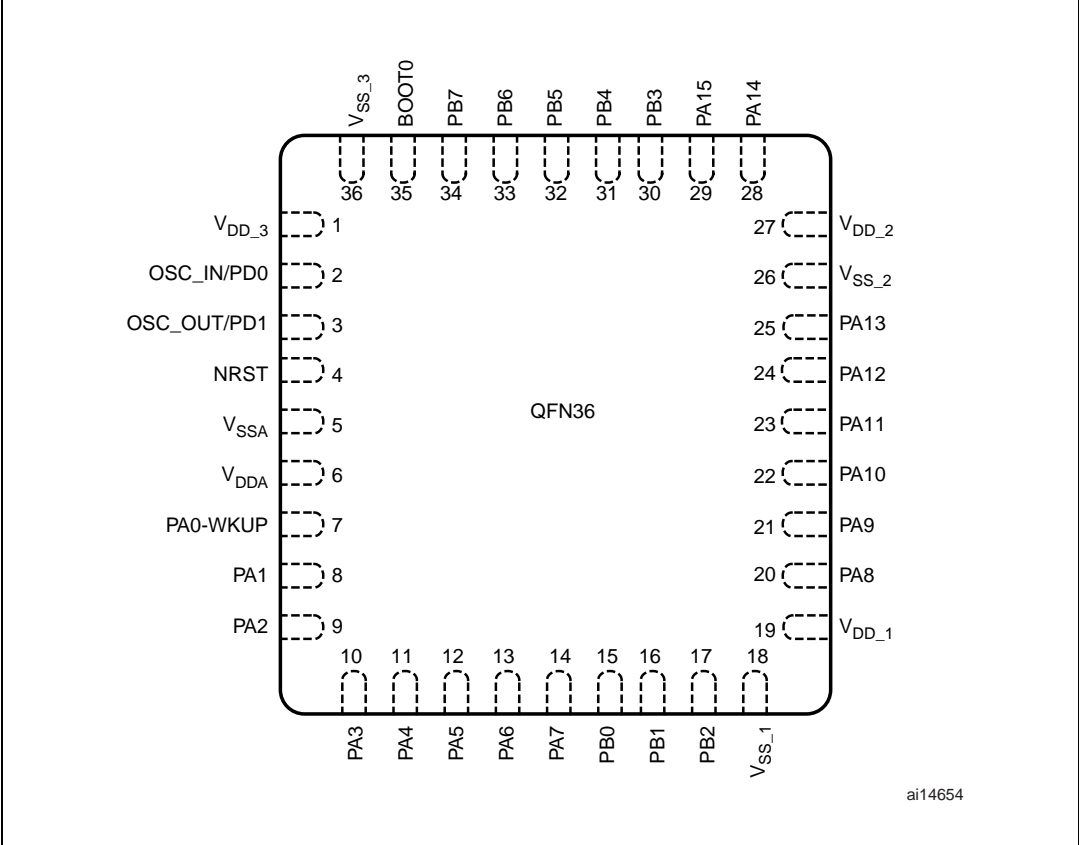 VSS_3
BOOT0
PB7
PB6
PB5
PB4
PB3
PA15
PA14
36 35 34 33 32 31 30 29 28
VDD_3 1
OSC_IN/PD0 2
OSC_OUT/PD1 3
NRST 4
VSSA 5
VDDA 6
PA0-WKUP 7
PA1 8
PA2 9
QFN36
27 VDD_2
26 VSS_2
25 PA13
24 PA12
23 PA11
22 PA10
21 PA9
20 PA8
19 VDD_1
10 11 12 13 14 15 16 17 18
PA3
PA4
PA5
PA6
PA7
PB0
PB1
PB2
VSS_1
ai14654